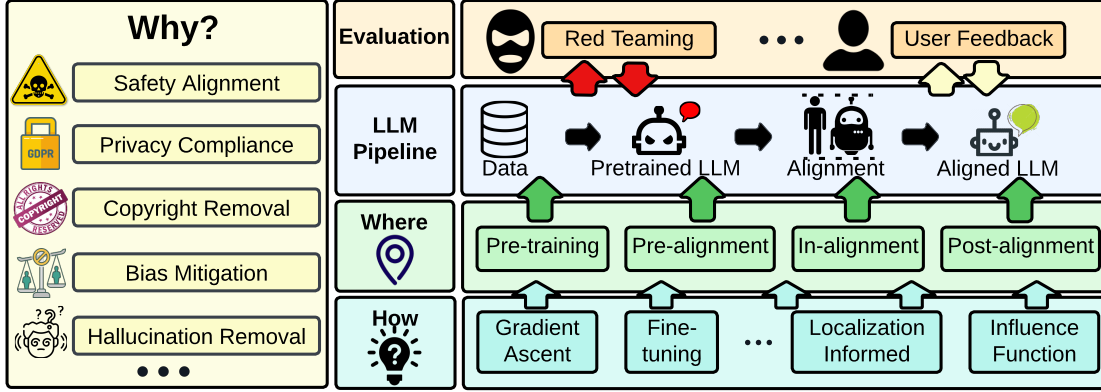 Why?
Safety Alignment
GDPR
Privacy Compliance
ALL RIGHTS
COPYRIGHT
RESERVED
Copyright Removal
Bias Mitigation
Hallucination Removal
Evaluation
Red Teaming
User Feedback
LLM
Pipeline
Data
Pretrained LLM
Alignment
Aligned LLM
Where
Pre-training
Pre-alignment
In-alignment
Post-alignment
How
Gradient
Ascent
Fine-
tuning
Localization
Informed
Influence
Function